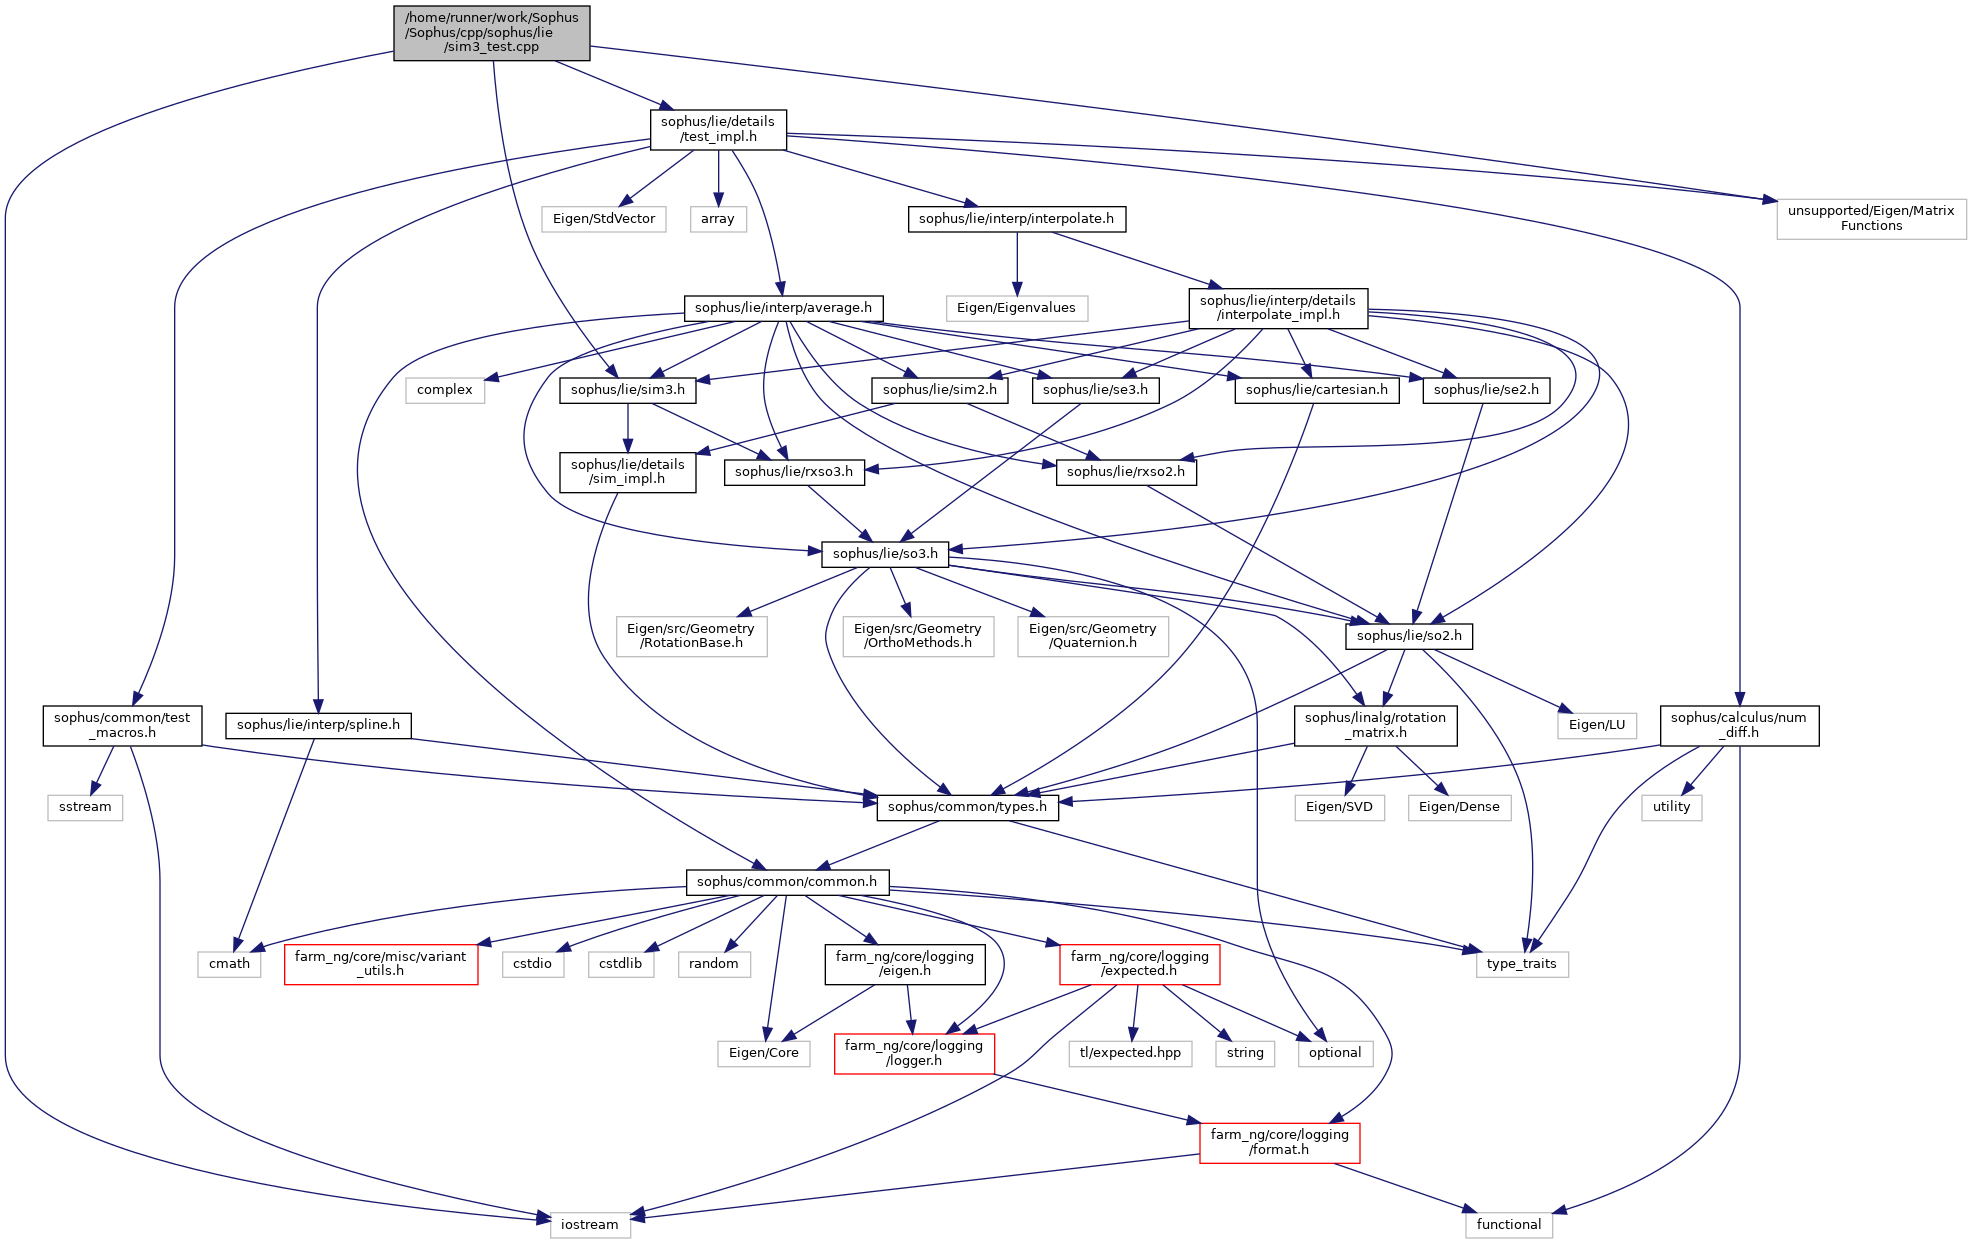 /home/runner/work/Sophus
/Sophus/cpp/sophus/lie
/sim3_test.cpp
sophus/lie/details
/test_impl.h
unsupported/Eigen/Matrix
Functions
Eigen/StdVector
array
sophus/lie/interp/interpolate.h
sophus/lie/interp/average.h
Eigen/Eigenvalues
sophus/lie/interp/details
/interpolate_impl.h
complex
sophus/lie/sim3.h
sophus/lie/sim2.h
sophus/lie/se3.h
sophus/lie/cartesian.h
sophus/lie/se2.h
sophus/lie/details
/sim_impl.h
sophus/lie/rxso3.h
sophus/lie/rxso2.h
sophus/lie/so3.h
Eigen/src/Geometry
/RotationBase.h
Eigen/src/Geometry
/OrthoMethods.h
Eigen/src/Geometry
/Quaternion.h
sophus/lie/so2.h
sophus/common/test
_macros.h
sophus/lie/interp/spline.h
sophus/linalg/rotation
_matrix.h
Eigen/LU
sophus/calculus/num
_diff.h
sstream
sophus/common/types.h
Eigen/SVD
Eigen/Dense
utility
sophus/common/common.h
cmath
farm_ng/core/misc/variant
_utils.h
cstdio
cstdlib
random
farm_ng/core/logging
/eigen.h
farm_ng/core/logging
/expected.h
type_traits
Eigen/Core
farm_ng/core/logging
/logger.h
tl/expected.hpp
string
optional
farm_ng/core/logging
/format.h
iostream
functional